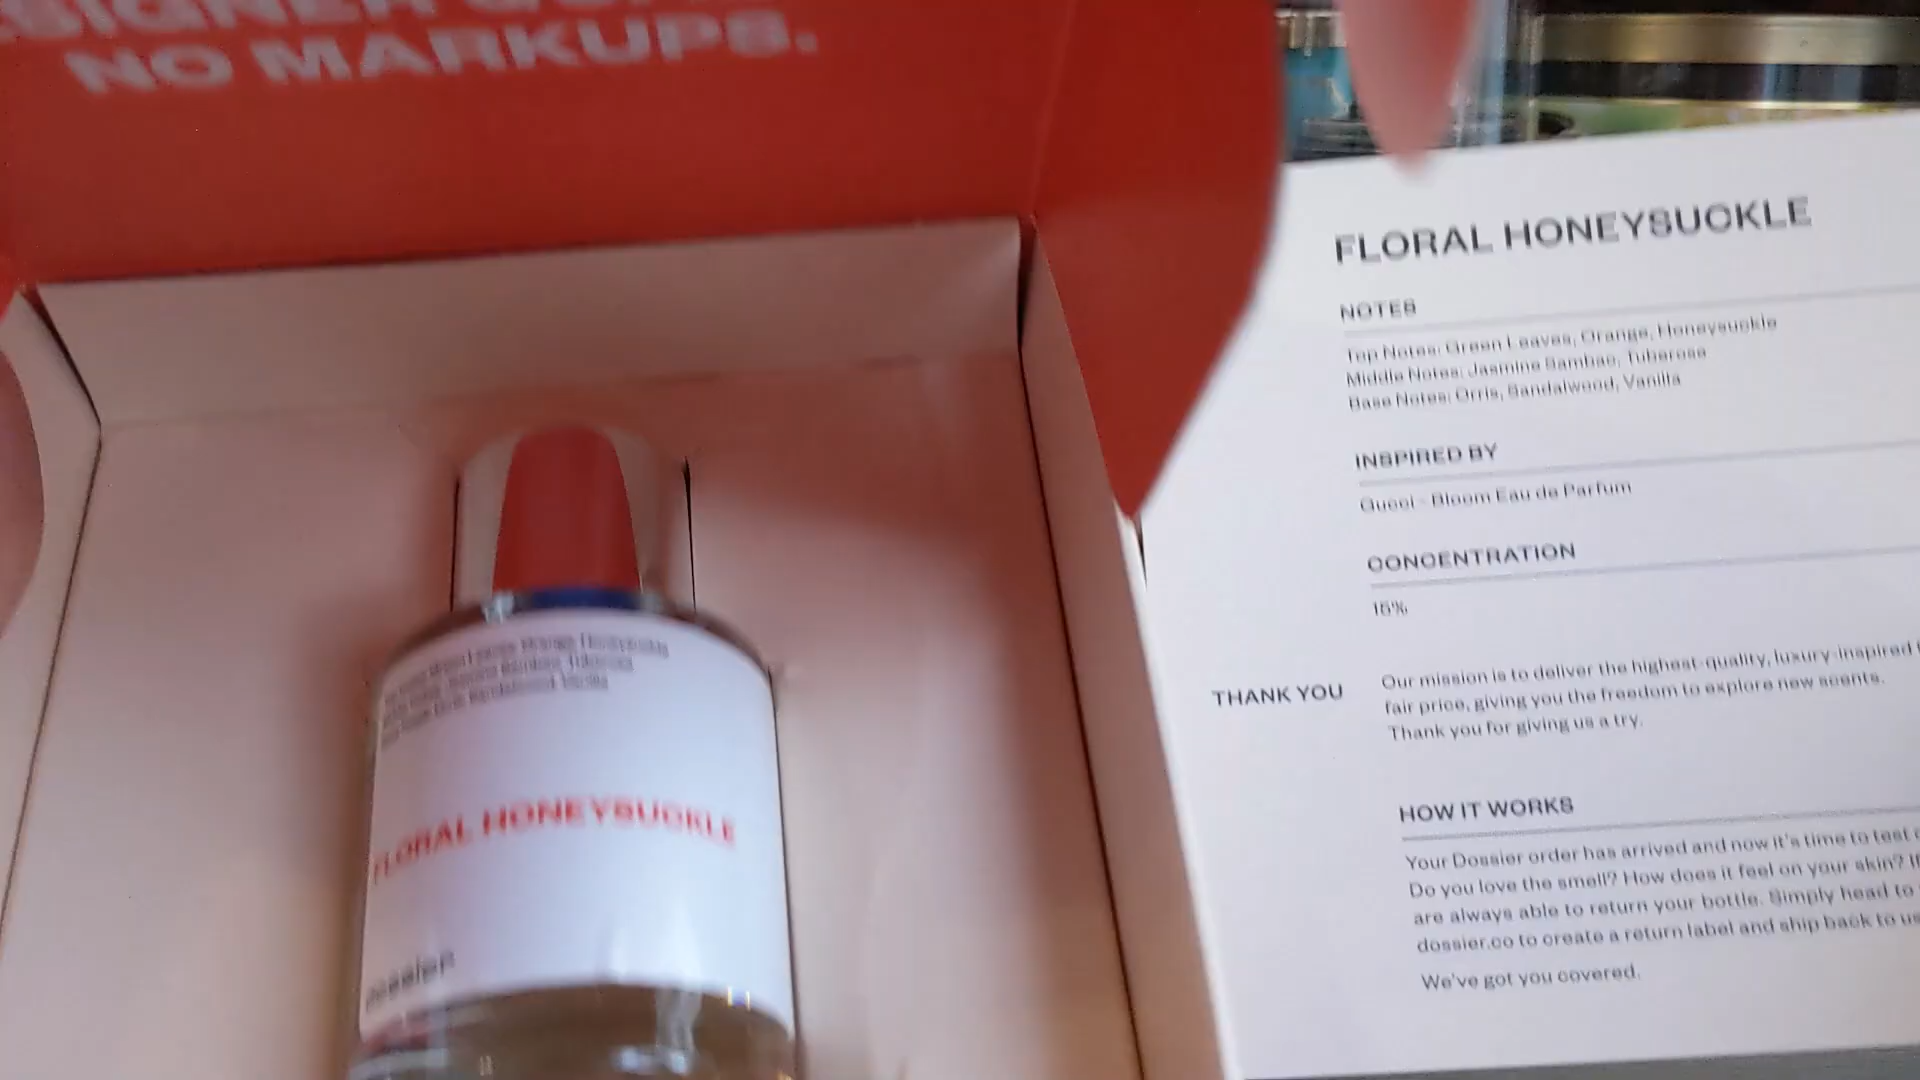 NO MARKUPS.
FLORAL HONEYSUCKLE
NOTES
Top Notes: Green Leaves, Orange, Honeysuckle
Middle Notes: Jasmine Sambac, Tuberose
Base Notes: Orris, Sandalwood, Vanilla
INSPIRED BY
Gucci - Bloom Eau de Parfum
CONCENTRATION
15%
THANK YOU
Our mission is to deliver the highest-quality, luxury-inspired
fair price, giving you the freedom to explore new scents.
Thank you for giving us a try.
HOW IT WORKS
Your Dossier order has arrived and now it's time to test
Do you love the smell? How does it feel on your skin?
are always able to return your bottle. Simply head to
dossier.co to create a return label and ship back to us
We've got you covered.
FLORAL HONEYSUCKLE
dossier